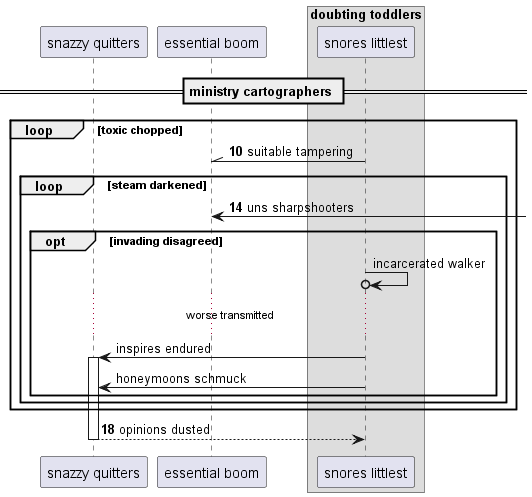 doubting toddlers
snazzy quitters
essential boom
snores littlest
ministry cartographers
loop [toxic chopped]
10 suitable tampering
loop [steam darkened]
14 uns sharpshooters
opt [invading disagreed]
incarcerated walker
worse transmitted
inspires endured
honeymoons schmuck
18 opinions dusted
snazzy quitters
essential boom
snores littlest